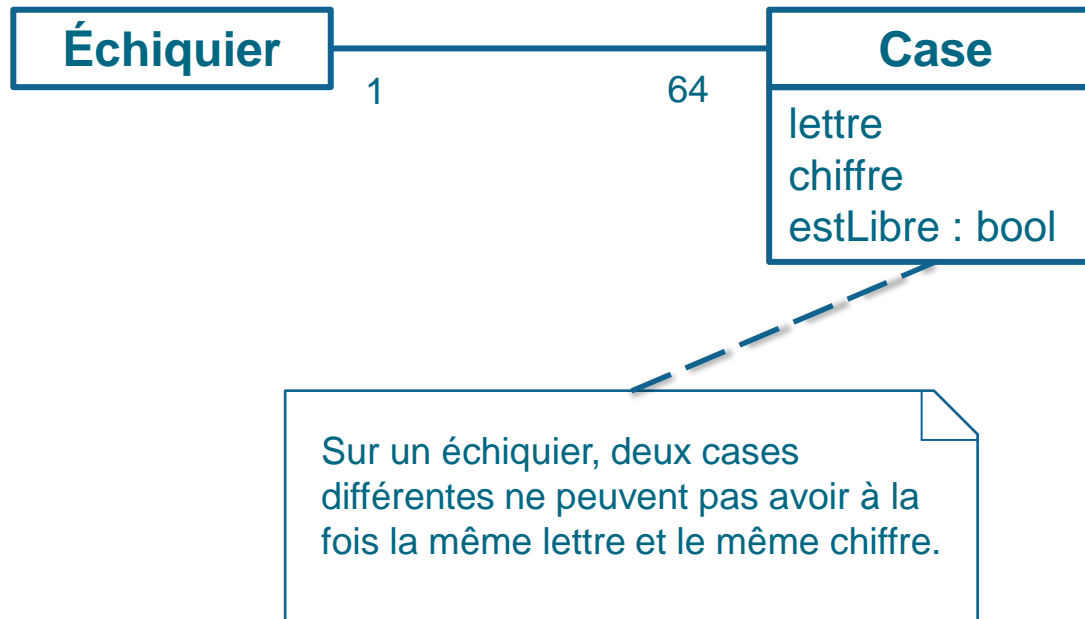 Échiquier
Case
1
64
lettre
chiffre
estLibre : bool
Sur un échiquier, deux cases
différentes ne peuvent pas avoir à la
fois la même lettre et le même chiffre.